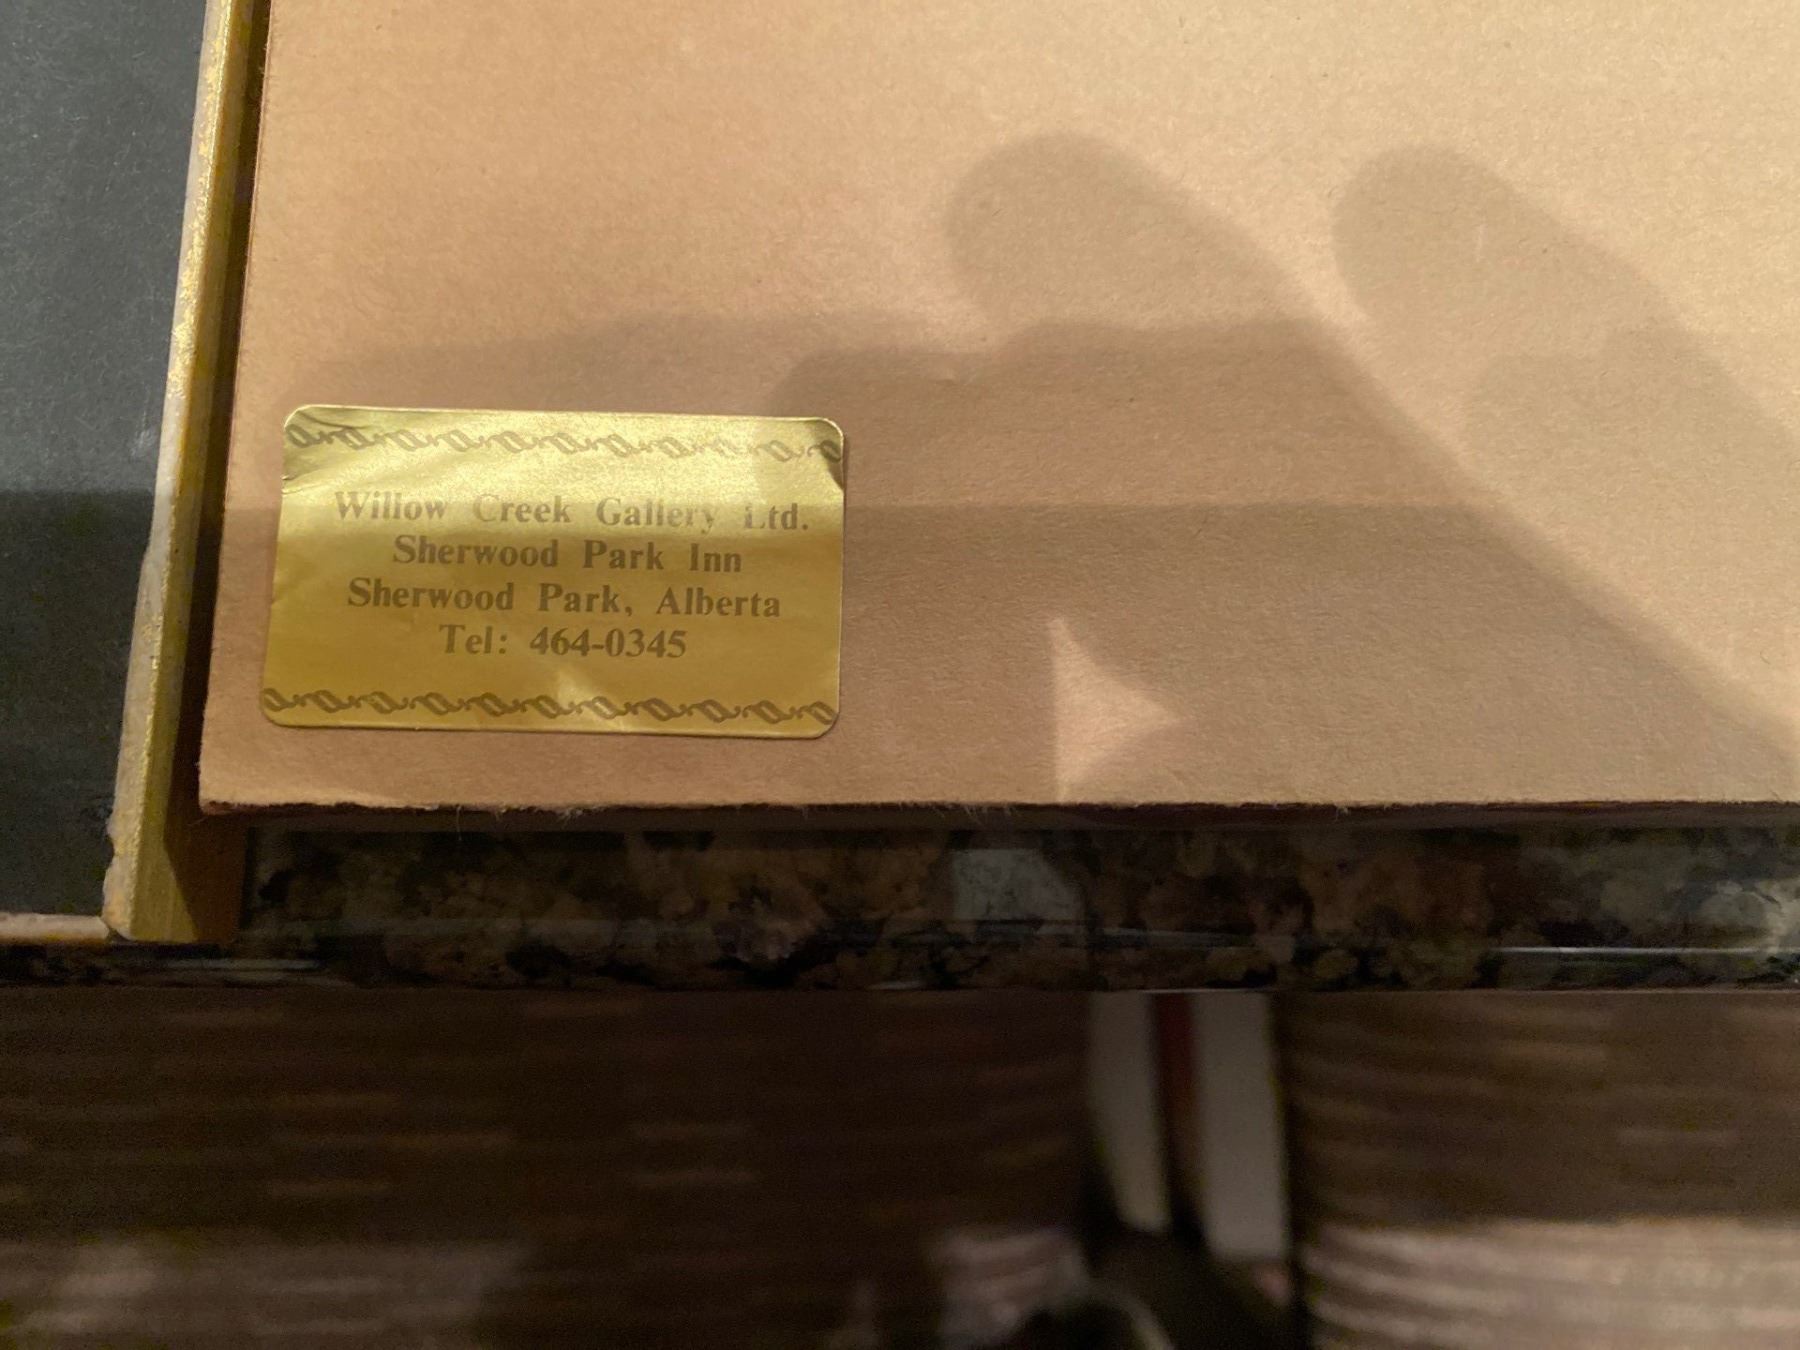 Willow Creek Gallery Ltd.
Sherwood Park Inn
Sherwood Park, Alberta
Tel: 464-0345